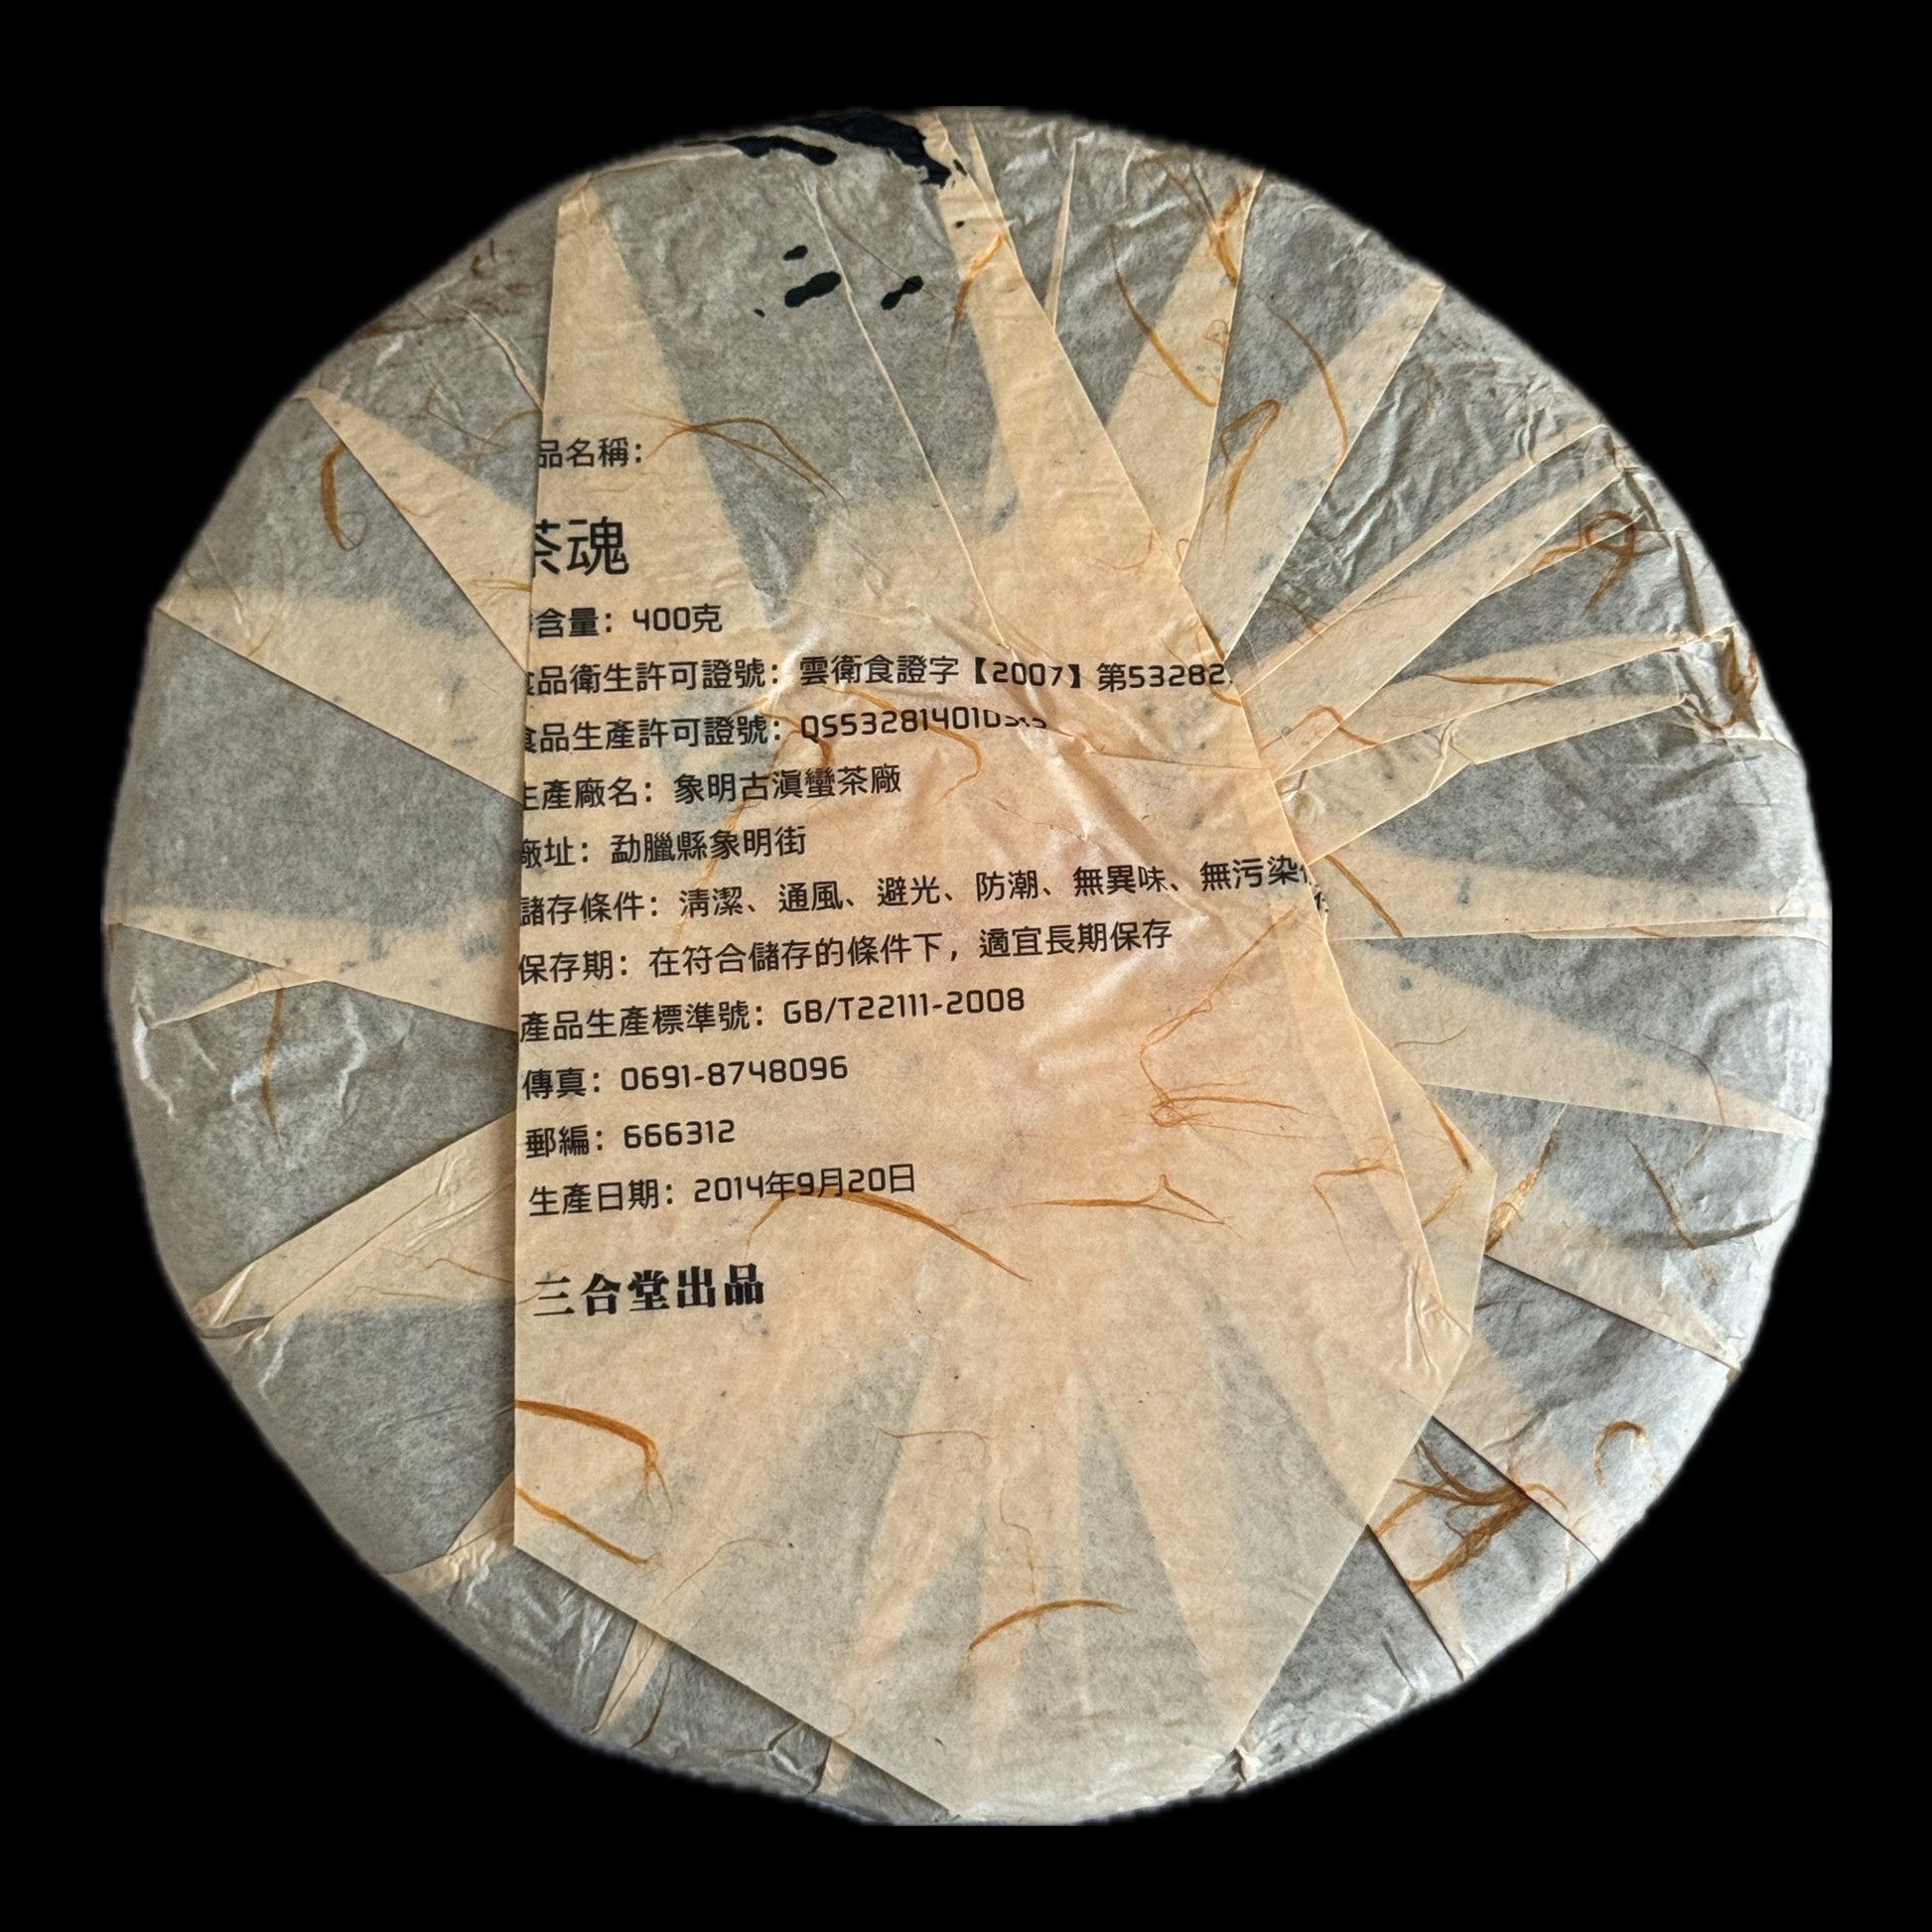 品名稱：
茶魂
含量：400克
食品衛生許可證號：雲衛食證字【2007】第53282
食品生產許可證號：QS53281401
生產廠名：象明古滇蠻茶廠
廠址：勐臘縣象明街
儲存條件：淸潔、通風、避光、防潮、無異味、無污染
保存期：在符合儲存的條件下，適宜長期保存
產品生產標準號：GB/T22111-2008
傳真：0691-8748096
郵編：666312
生產日期：2014年9月20日
三合堂出品